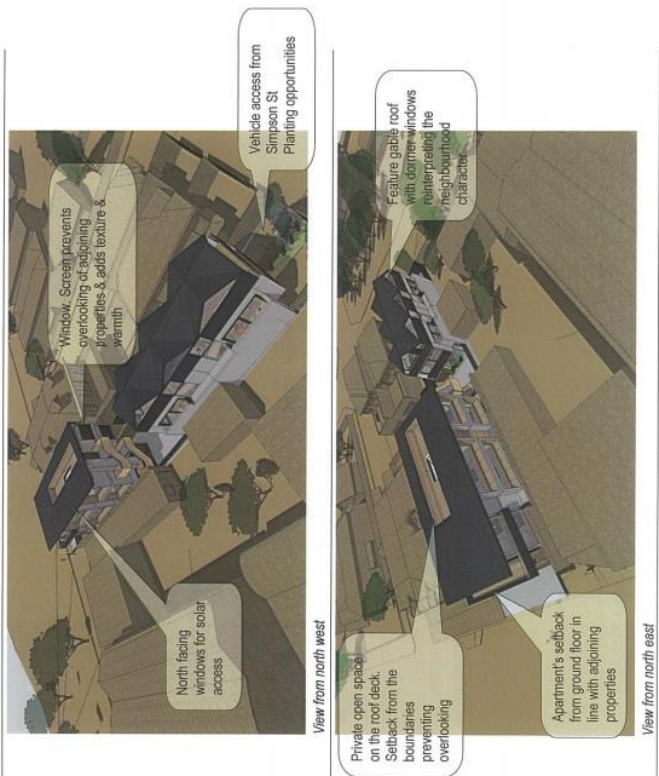 Window. Screen prevents
overlooking of adjoining
properties & adds texture &
warmth
Vehicle access from
Simpson St
Planting opportunities
North facing
windows for solar
access
View from north west
Feature gable roof
with dormer windows
reinterpreting the
neighbourhood
character
Private open space
on the roof deck.
Setback from the
boundaries
preventing
overlooking
Apartment's setback
from ground floor in
line with adjoining
properties
View from north east